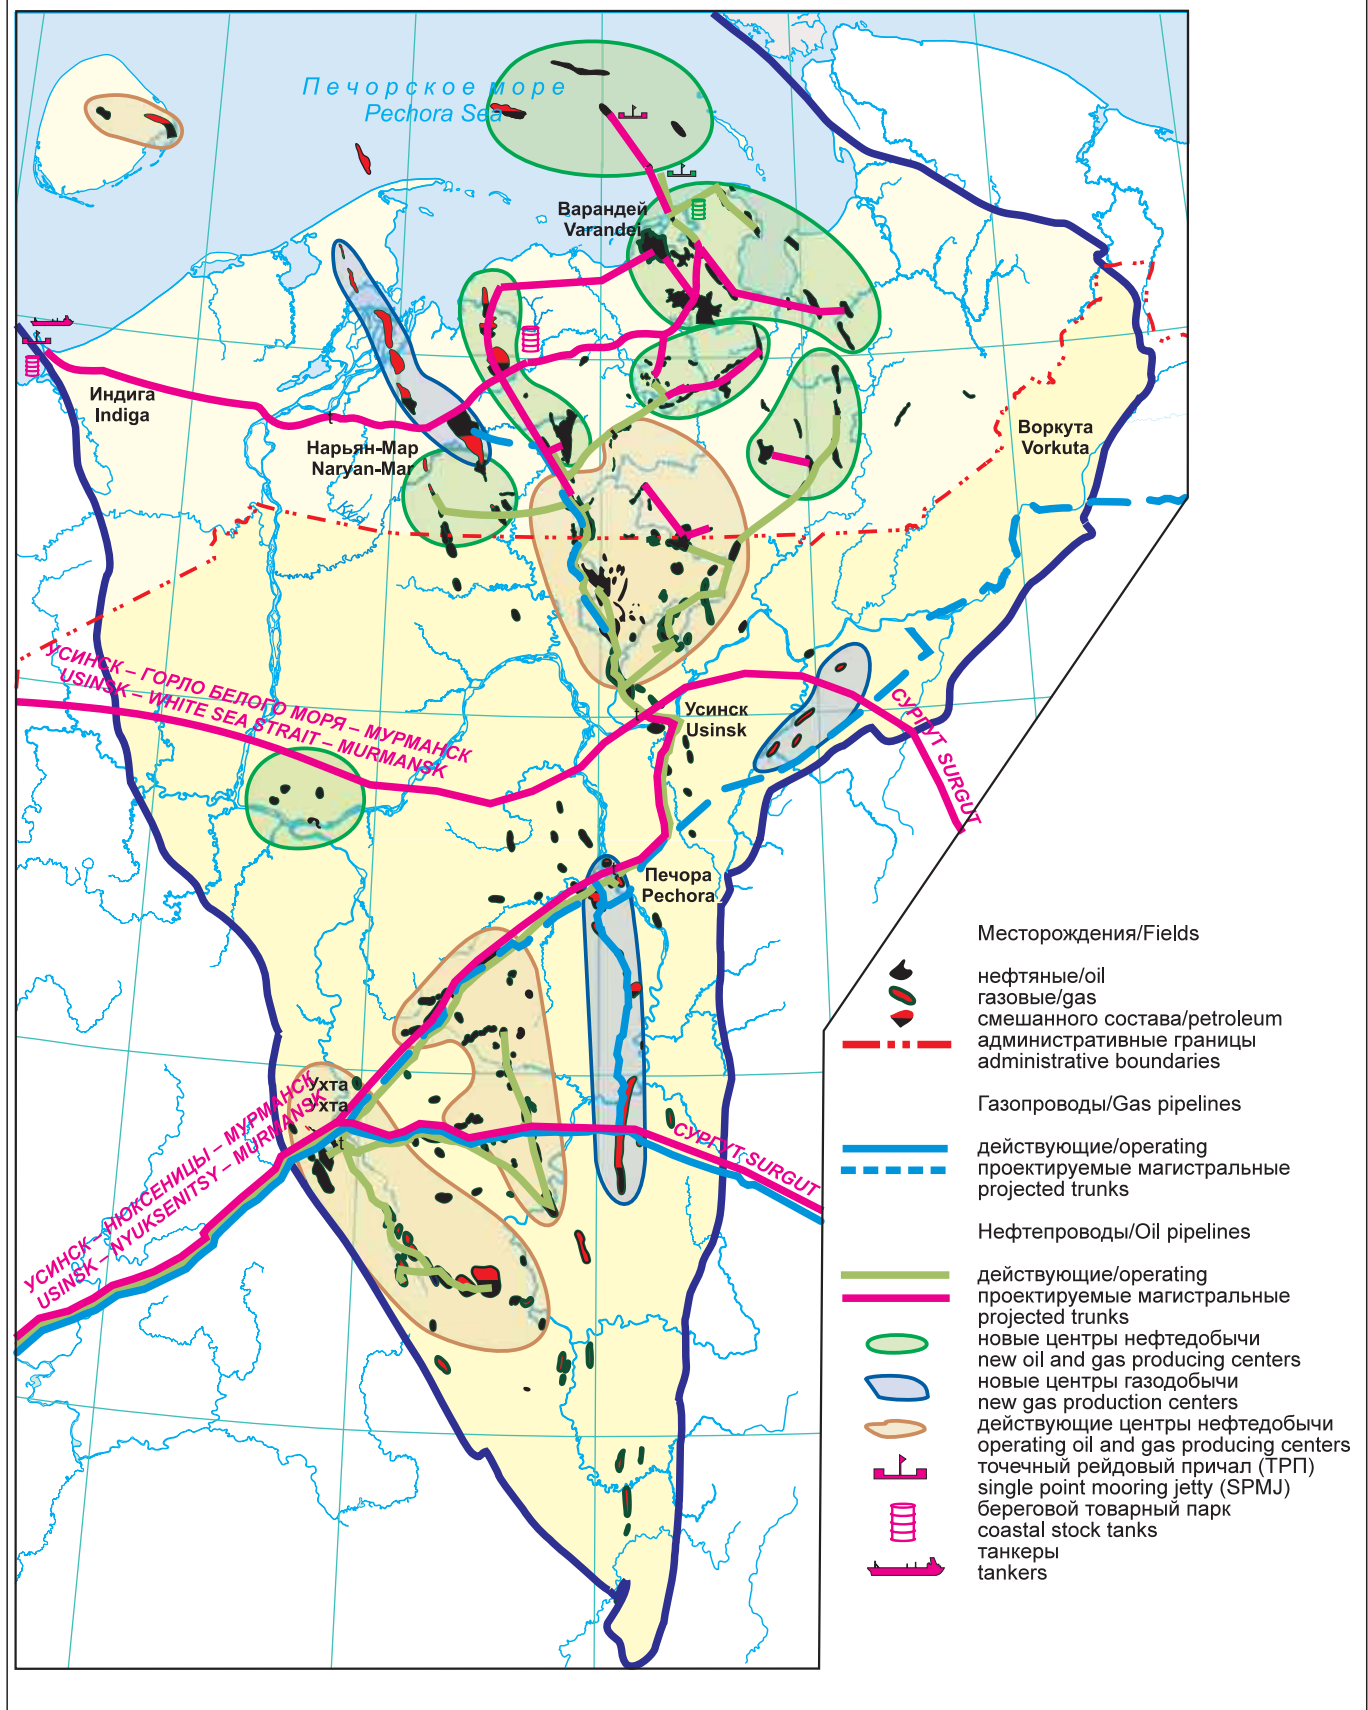 Печорское море
Pechora Sea
Варандей
Varandei
Индига
Indiga
t
Нарьян-Мар
Naryan-Mar
Воркута
Vorkuta
УСИНСК – ГОРЛО БЕЛОГО МОРЯ – МУРМАНСК
USINSK – WHITE SEA STRAIT – MURMANSK
t
Усинск
Usinsk
СУРГУТ SURGUT
t
Печора
Pechora
Ухта
Ухта
t
УСИНСК – НЮКСЕНИЦЫ – МУРМАНСК
USINSK – NYUKSENITSY – MURMANSK
СУРГУТ SURGUT
Месторождения/Fields
нефтяные/oil
газовые/gas
смешанного состава/petroleum
административные границы
administrative boundaries
Газопроводы/Gas pipelines
действующие/operating
проектируемые магистральные
projected trunks
Нефтепроводы/Oil pipelines
действующие/operating
проектируемые магистральные
projected trunks
новые центры нефтедобычи
new oil and gas producing centers
новые центры газодобычи
new gas production centers
действующие центры нефтедобычи
operating oil and gas producing centers
точечный рейдовый причал (ТРП)
single point mooring jetty (SPMJ)
береговой товарный парк
coastal stock tanks
танкеры
tankers